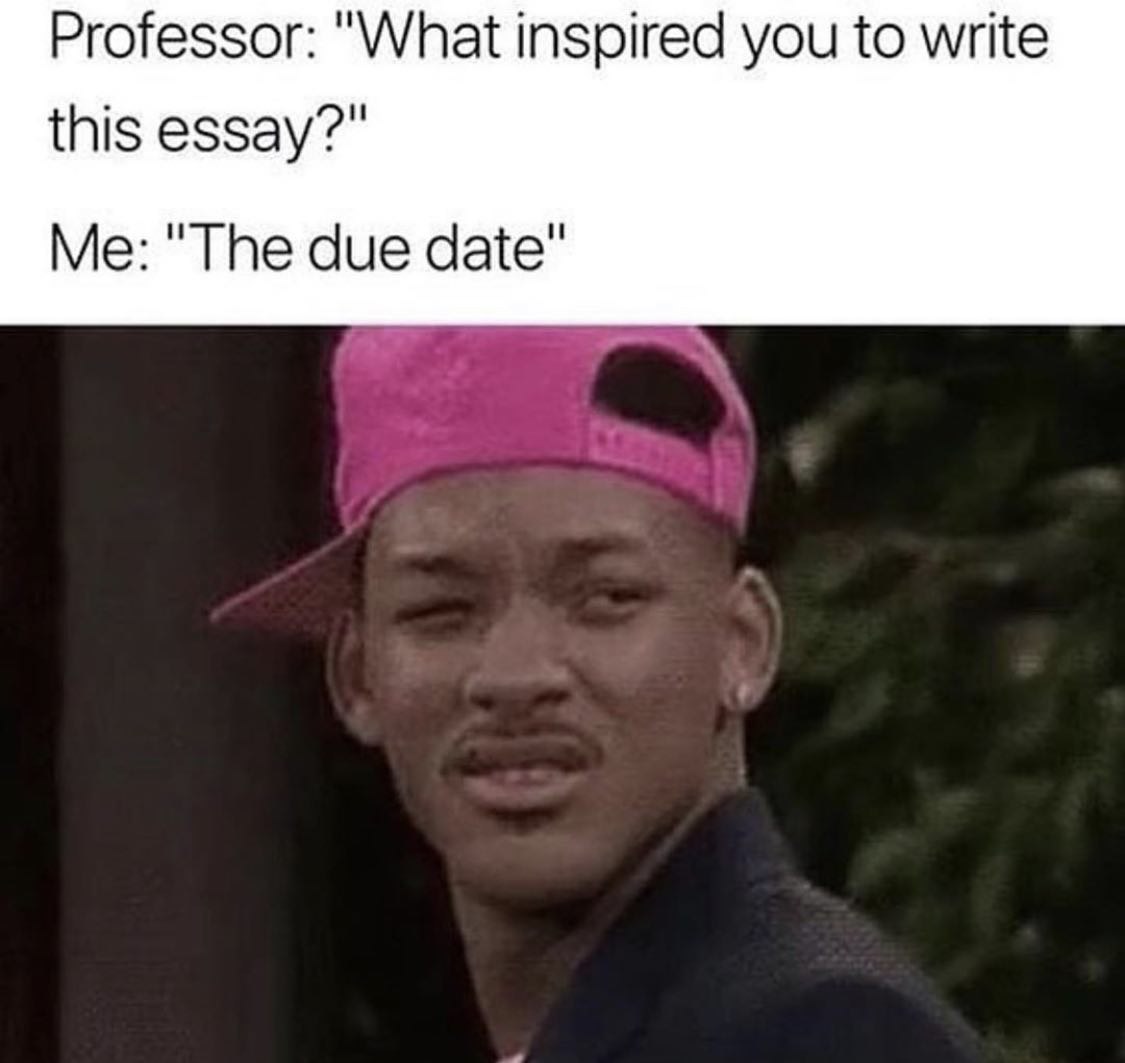 Professor: "What inspired you to write
this essay?"
Me: "The due date"